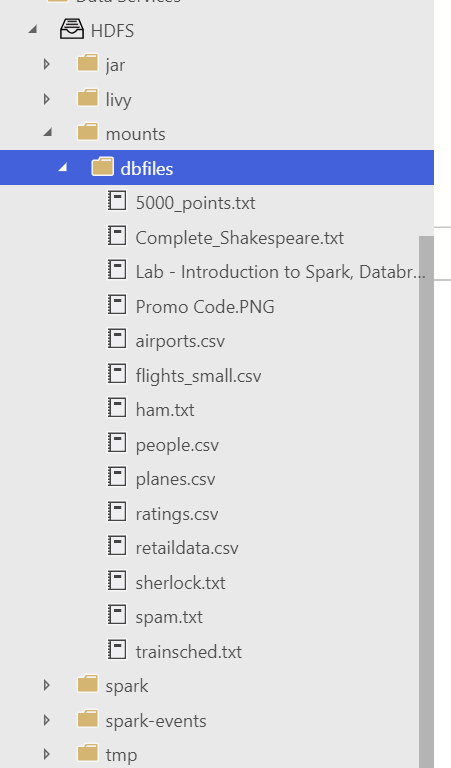 Data Services
HDFS
jar
livy
mounts
dbfiles
5000_points.txt
Complete_Shakespeare.txt
Lab - Introduction to Spark, Databr...
Promo Code.PNG
airports.csv
flights_small.csv
ham.txt
people.csv
planes.csv
ratings.csv
retaildata.csv
sherlock.txt
spam.txt
trainsched.txt
spark
spark-events
tmp